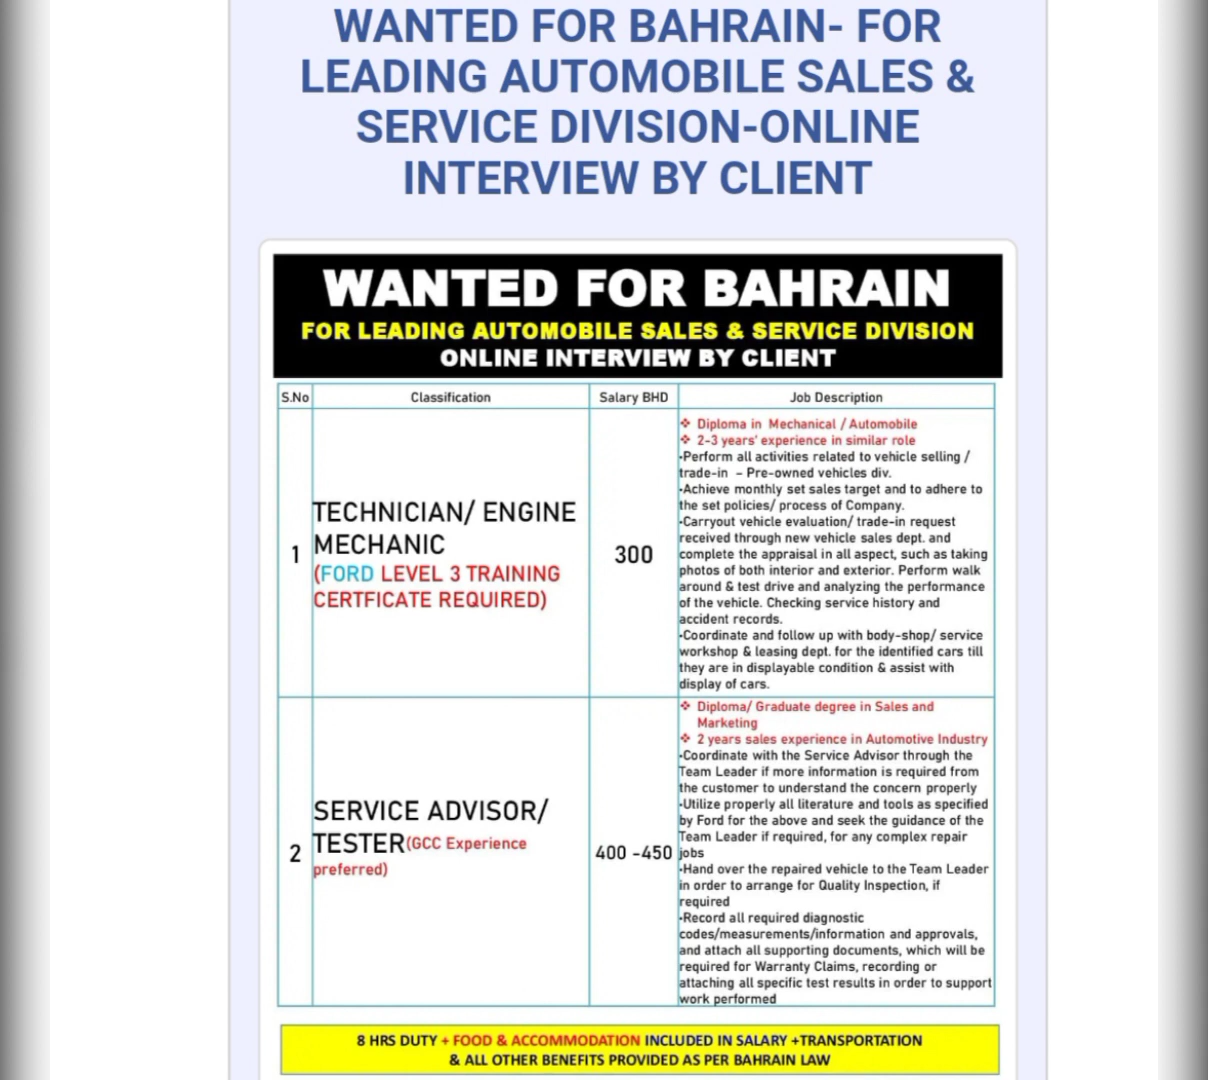 WANTED FOR BAHRAIN- FOR
LEADING AUTOMOBILE SALES &
SERVICE DIVISION-ONLINE
INTERVIEW BY CLIENT
WANTED FOR BAHRAIN
FOR LEADING AUTOMOBILE SALES & SERVICE DIVISION
ONLINE INTERVIEW BY CLIENT
S.No Classification Salary BHD Job Description
1
TECHNICIAN/ ENGINE
MECHANIC
(FORD LEVEL 3 TRAINING
CERTFICATE REQUIRED)
300
❖ Diploma in Mechanical / Automobile
❖ 2-3 years' experience in similar role
•Perform all activities related to vehicle selling /
trade-in – Pre-owned vehicles div.
•Achieve monthly set sales target and to adhere to
the set policies/ process of Company.
•Carryout vehicle evaluation/ trade-in request
received through new vehicle sales dept. and
complete the appraisal in all aspect, such as taking
photos of both interior and exterior. Perform walk
around & test drive and analyzing the performance
of the vehicle. Checking service history and
accident records.
•Coordinate and follow up with body-shop/ service
workshop & leasing dept. for the identified cars till
they are in displayable condition & assist with
display of cars.
2
SERVICE ADVISOR/
TESTER(GCC Experience
preferred)
400 -450
❖ Diploma/ Graduate degree in Sales and
Marketing
❖ 2 years sales experience in Automotive Industry
•Coordinate with the Service Advisor through the
Team Leader if more information is required from
the customer to understand the concern properly
•Utilize properly all literature and tools as specified
by Ford for the above and seek the guidance of the
Team Leader if required, for any complex repair
jobs
•Hand over the repaired vehicle to the Team Leader
in order to arrange for Quality Inspection, if
required
•Record all required diagnostic
codes/measurements/information and approvals,
and attach all supporting documents, which will be
required for Warranty Claims, recording or
attaching all specific test results in order to support
work performed
8 HRS DUTY + FOOD & ACCOMMODATION INCLUDED IN SALARY +TRANSPORTATION
& ALL OTHER BENEFITS PROVIDED AS PER BAHRAIN LAW